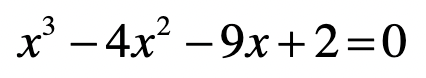 x³ − 4x² − 9x + 2 = 0